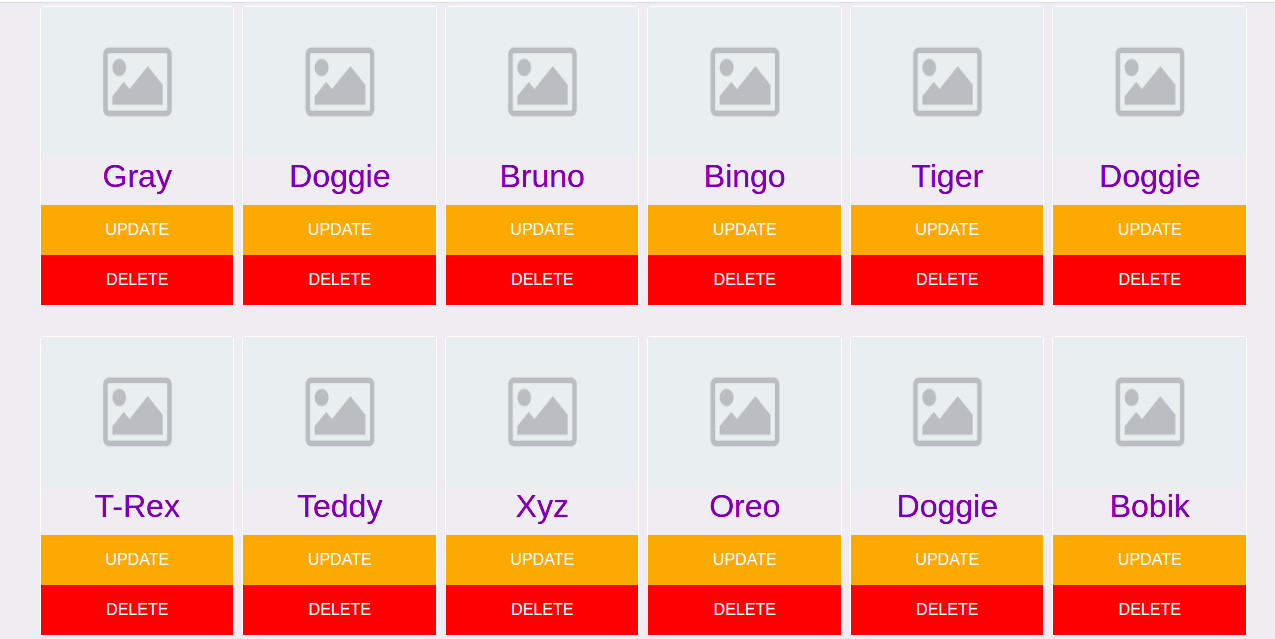 Gray Doggie Bruno Bingo Tiger Doggie
UPDATE UPDATE UPDATE UPDATE UPDATE UPDATE
DELETE DELETE DELETE DELETE DELETE DELETE
T-Rex Teddy Xyz Oreo Doggie Bobik
UPDATE UPDATE UPDATE UPDATE UPDATE UPDATE
DELETE DELETE DELETE DELETE DELETE DELETE